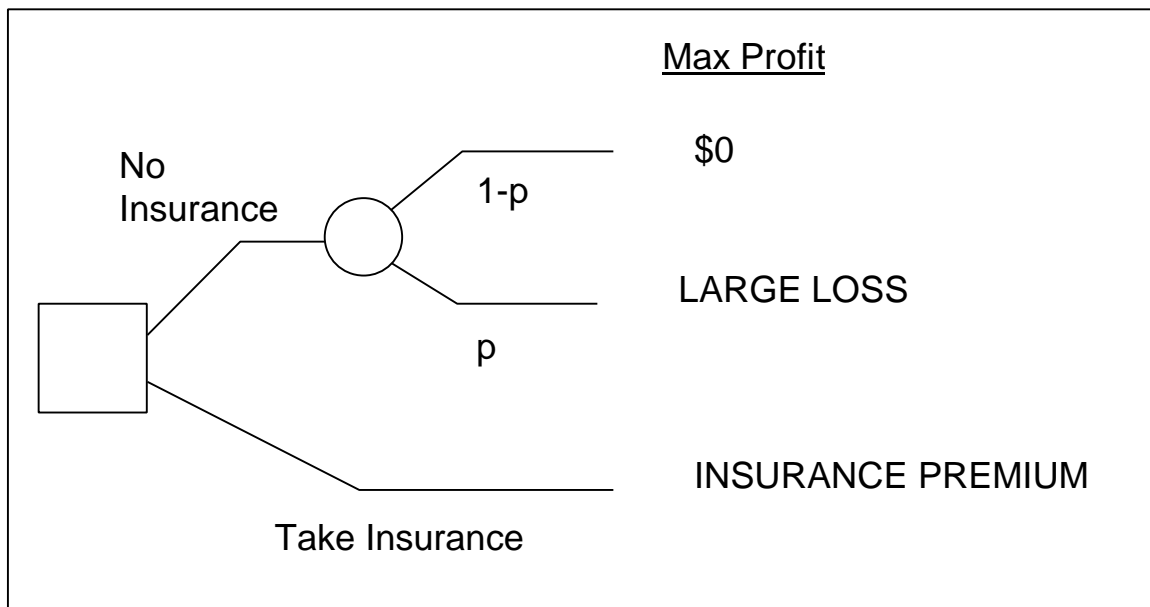 Max Profit
No
Insurance
$0
1-p
LARGE LOSS
p
INSURANCE PREMIUM
Take Insurance